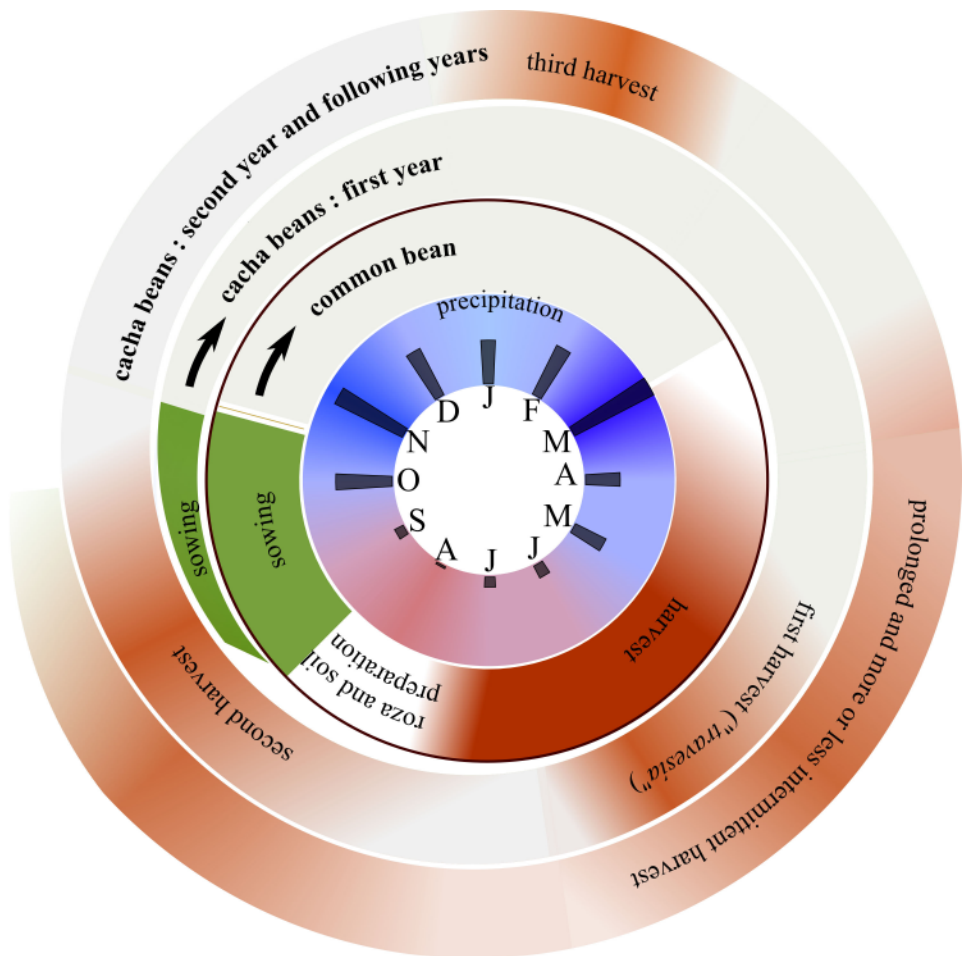 cacha beans : second year and following years
third harvest
cacha beans : first year
common bean
precipitation
J
F
M
A
M
J
J
A
S
O
N
D
sowing
sowing
harvest
roza and soil
preparation
first harvest ("travesia")
second harvest
prolonged and more or less intermittent harvest